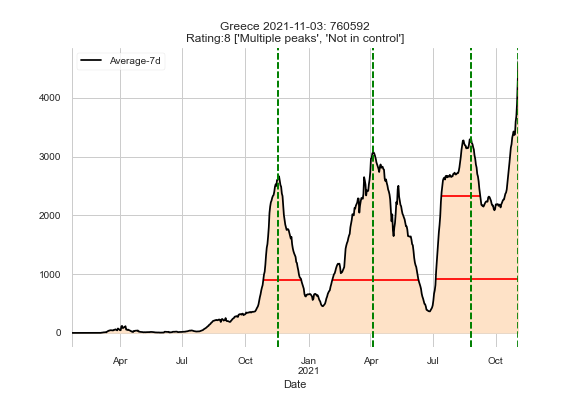 Greece 2021-11-03: 760592
Rating:8 ['Multiple peaks', 'Not in control']
Average-7d
4000
3000
2000
1000
0
Apr
Jul
Oct
Jan
2021
Apr
Jul
Oct
Date